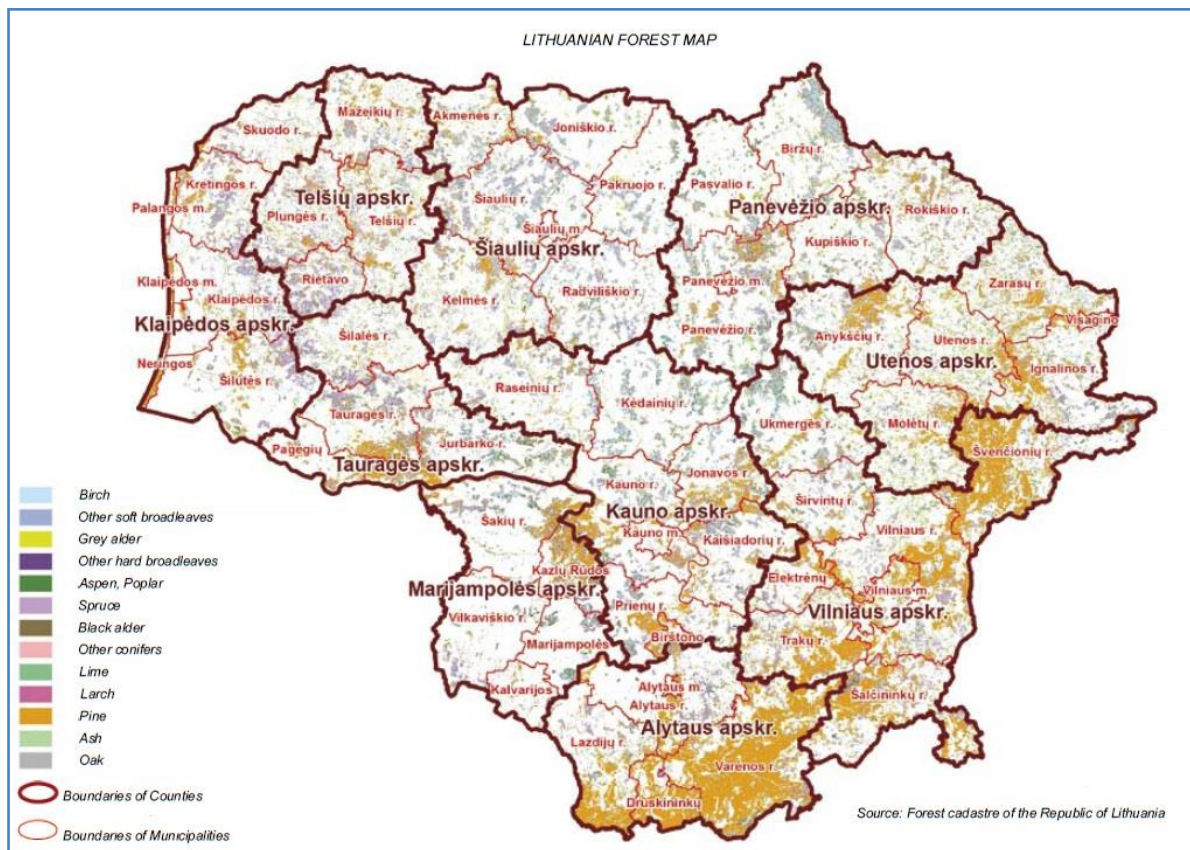 LITHUANIAN FOREST MAP
Mažeikių r.
Akmenės r.
Skuodo r.
Joniškio r.
Biržų r.
Kretingos r.
Pasvalio r.
Pakruojo r.
Telšių apskr.
Šiaulių r.
Palangos m.
Plungės r.
Telšių r.
Panevėžio apskr.
Rokiškio r.
Šiaulių m.
Šiaulių apskr.
Kupiškio r.
Klaipėdos m.
Rietavo
Radviliškio r.
Panevėžio m.
Zarasų r.
Klaipėdos r.
Kelmės r.
Klaipėdos apskr.
Panevėžio r.
Anykščių r.
Utenos r.
Visagino
Šilalės r.
Utenos apskr.
Neringos
Ignalinos r.
Šilutės r.
Raseinių r.
Kėdainių r.
Tauragės r.
Ukmergės r.
Molėtų r.
Pagėgių
Jurbarko r.
Švenčionių r.
Tauragės apskr.
Jonavos r.
Kauno r.
Širvintų r.
Kauno apskr.
Šakių r.
Vilniaus r.
Kauno m.
Kaišiadorių r.
Kazlų Rūdos
Elektrėnų
Marijampolės apskr.
Vilniaus m.
Prienų r.
Vilniaus apskr.
Vilkaviškio r.
Birštono
Trakų r.
Marijampolės
Kalvarijos
Alytaus m.
Šalčininkų r.
Alytaus r.
Alytaus apskr.
Lazdijų r.
Varėnos r.
Druskininkų
Birch
Other soft broadleaves
Grey alder
Other hard broadleaves
Aspen, Poplar
Spruce
Black alder
Other conifers
Lime
Larch
Pine
Ash
Oak
Boundaries of Counties
Boundaries of Municipalities
Source: Forest cadastre of the Republic of Lithuania